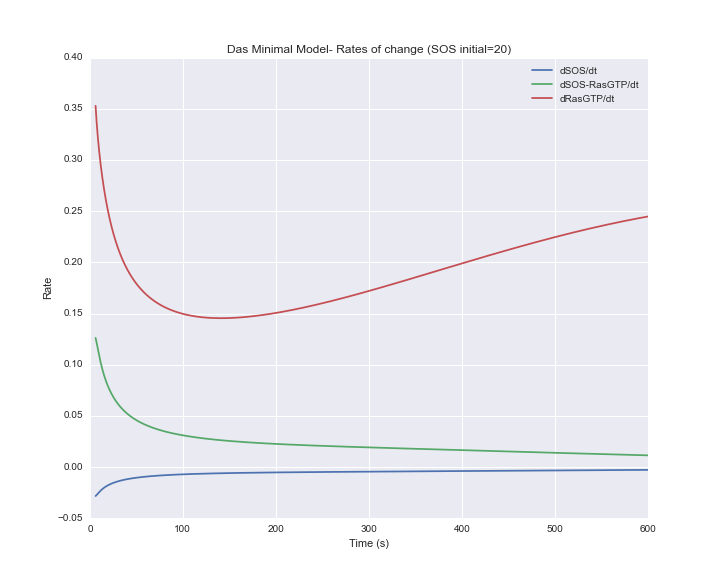 Das Minimal Model- Rates of change (SOS initial=20)
dSOS/dt
dSOS-RasGTP/dt
dRasGTP/dt
0.40
0.35
0.30
0.25
0.20
0.15
0.10
0.05
0.00
−0.05
Rate
0 100 200 300 400 500 600
Time (s)